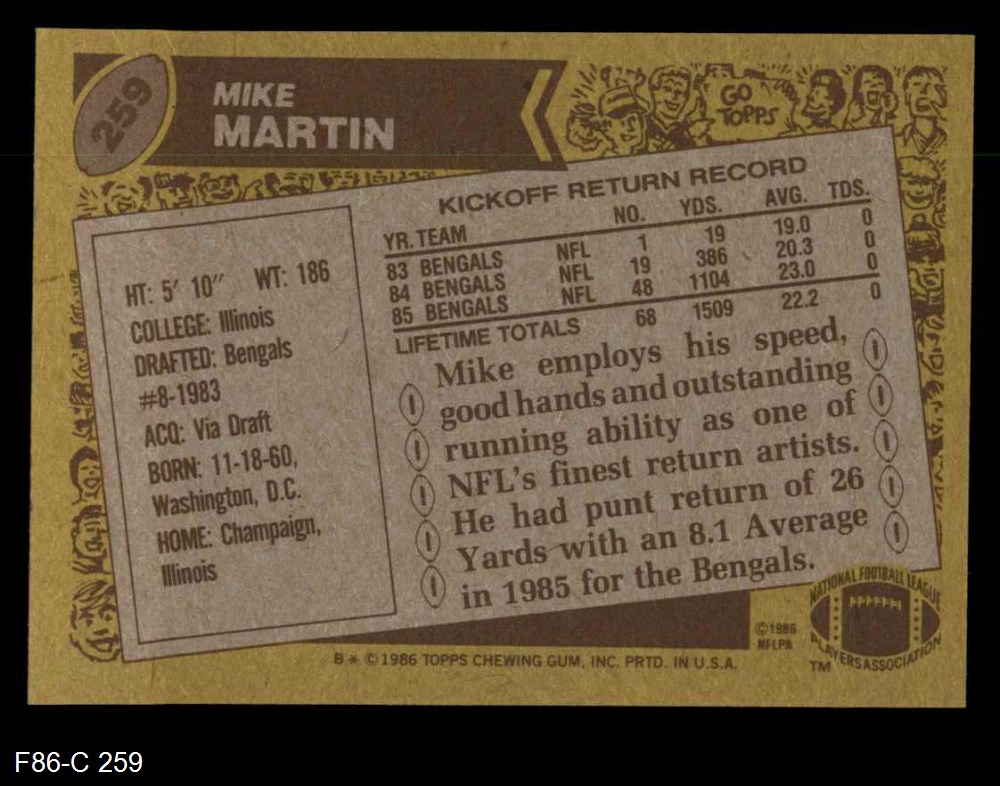 259
MIKE
MARTIN
GO
TOPPS
HT: 5' 10" WT: 186
COLLEGE: Illinois
DRAFTED: Bengals
#8-1983
ACQ: Via Draft
BORN: 11-18-60,
Washington, D.C.
HOME: Champaign,
Illinois
KICKOFF RETURN RECORD
YR. TEAM NO. YDS. AVG. TDS.
83 BENGALS NFL 1 19 19.0 0
84 BENGALS NFL 19 386 20.3 0
85 BENGALS NFL 48 1104 23.0 0
LIFETIME TOTALS 68 1509 22.2 0
Mike employs his speed,
good hands and outstanding
running ability as one of
NFL's finest return artists.
He had punt return of 26
Yards with an 8.1 Average
in 1985 for the Bengals.
©1986
NFLPA
NATIONAL FOOTBALL LEAGUE
PLAYERS ASSOCIATION
TM
B * © 1986 TOPPS CHEWING GUM, INC. PRTD. IN U.S.A.
F86-C 259